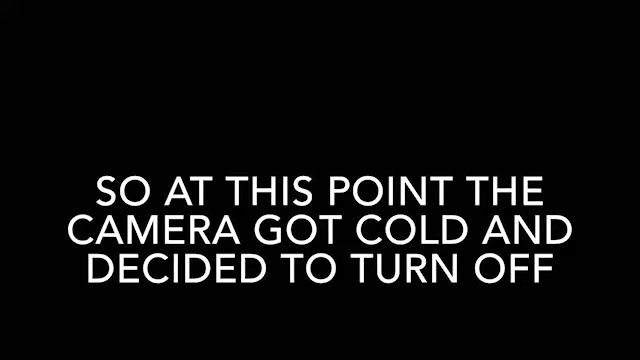 SO AT THIS POINT THE
CAMERA GOT COLD AND
DECIDED TO TURN OFF